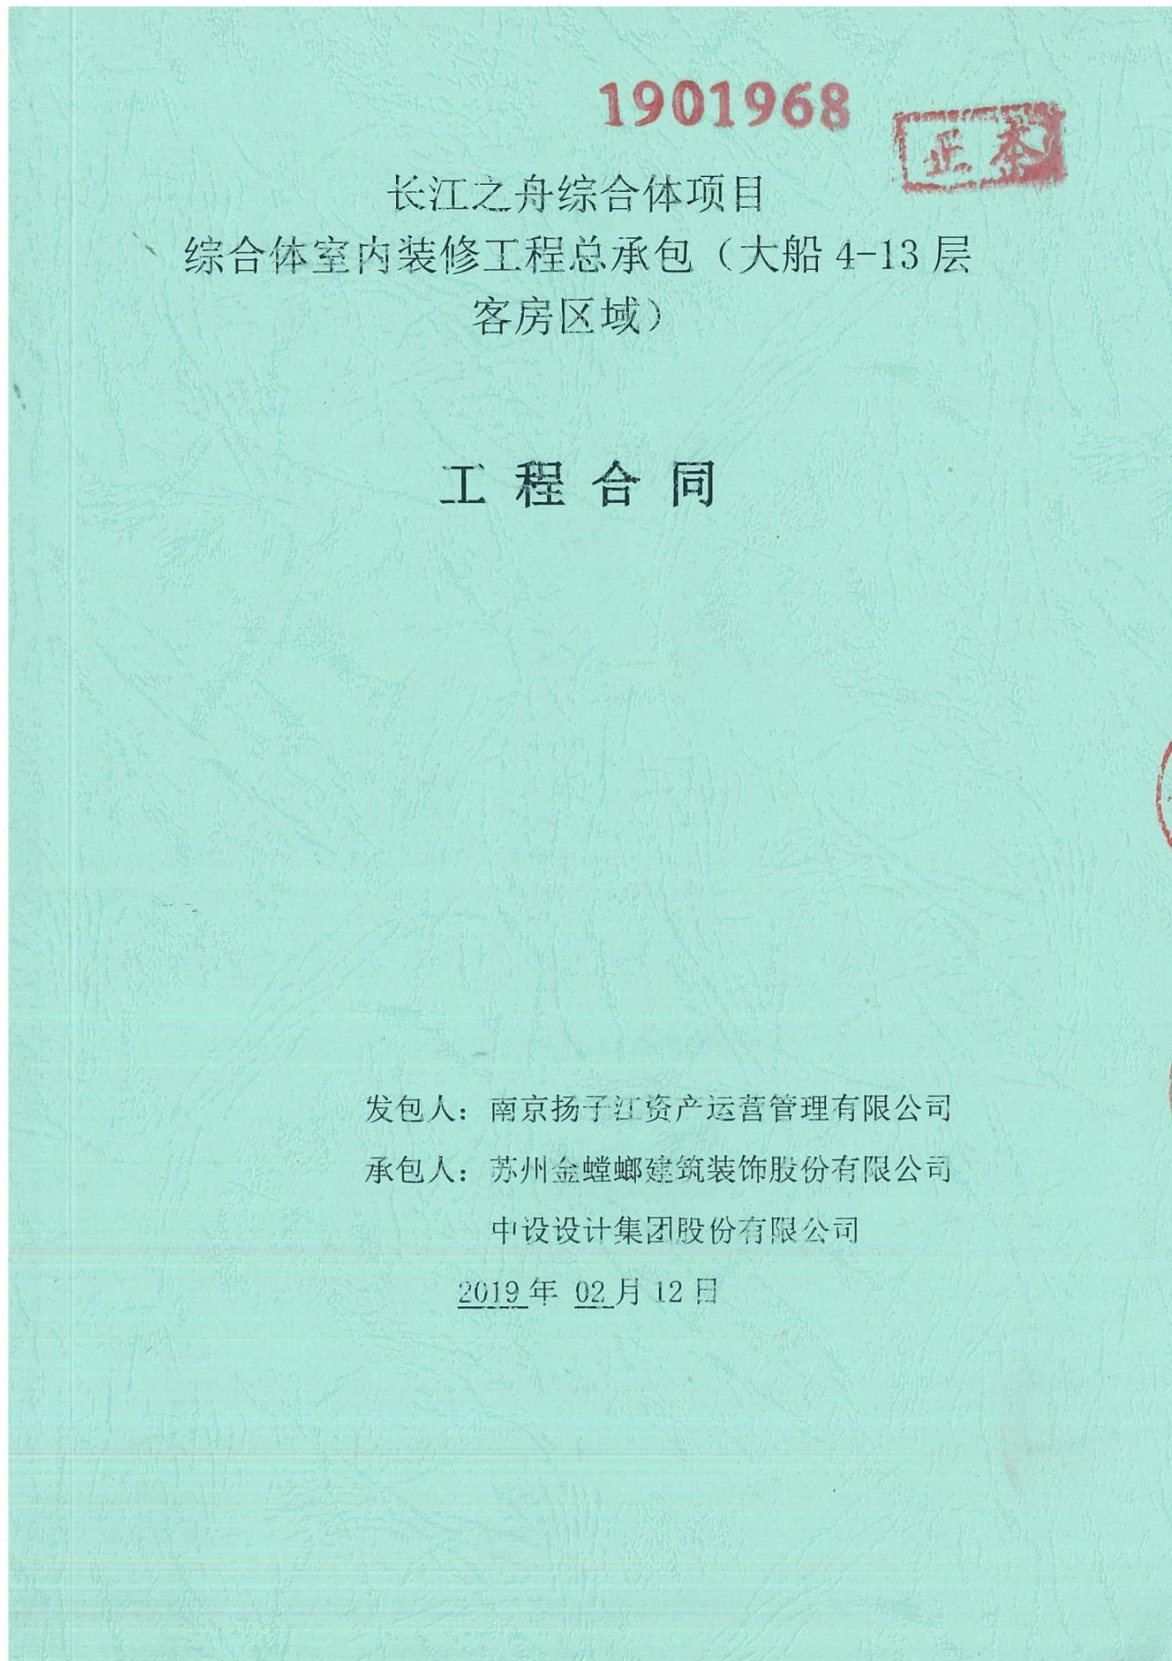 1901968
正本
长江之舟综合体项目
综合体室内装修工程总承包（大船 4-13 层
客房区域）
工 程 合 同
发包人：南京扬子江资产运营管理有限公司
承包人：苏州金螳螂建筑装饰股份有限公司
中设设计集团股份有限公司
2019 年 02 月 12 日